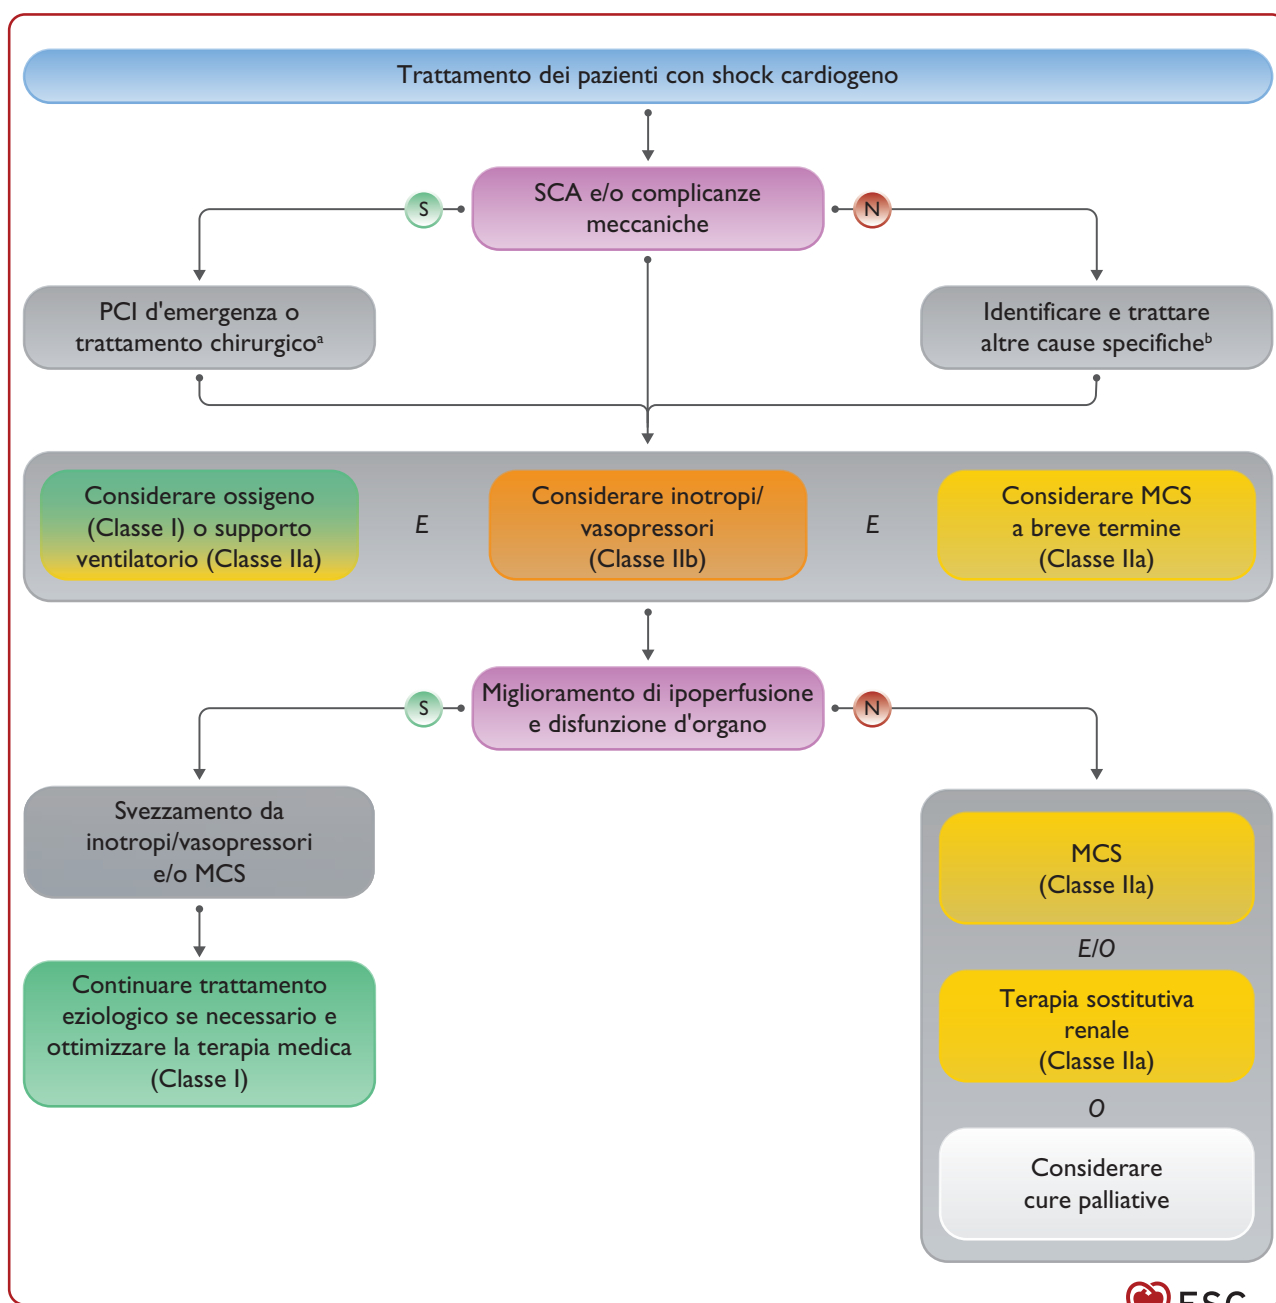 Trattamento dei pazienti con shock cardiogeno
SCA e/o complicanze
meccaniche
S
N
PCI d'emergenza o
trattamento chirurgicoᵃ
Identificare e trattare
altre cause specificheᵇ
Considerare ossigeno
(Classe I) o supporto
ventilatorio (Classe IIa)
E
Considerare inotropi/
vasopressori
(Classe IIb)
E
Considerare MCS
a breve termine
(Classe IIa)
Miglioramento di ipoperfusione
e disfunzione d'organo
S
N
Svezzamento da
inotropi/vasopressori
e/o MCS
Continuare trattamento
eziologico se necessario e
ottimizzare la terapia medica
(Classe I)
MCS
(Classe IIa)
E/O
Terapia sostitutiva
renale
(Classe IIa)
O
Considerare
cure palliative
ESC